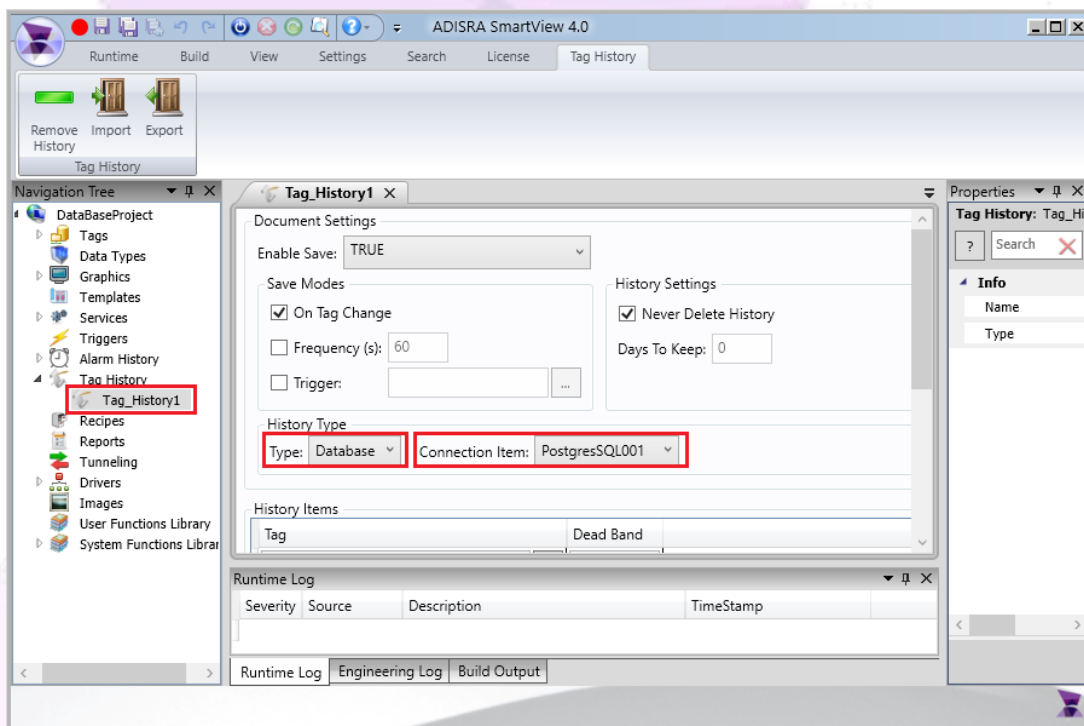 ADISRA SmartView 4.0
Runtime Build View Settings Search License Tag History
Remove History Import Export
Tag History
Navigation Tree
DataBaseProject
Tags
Data Types
Graphics
Templates
Services
Triggers
Alarm History
Tag History
Tag_History1
Recipes
Reports
Tunneling
Drivers
Images
User Functions Library
System Functions Librar
Tag_History1
Document Settings
Enable Save: TRUE
Save Modes
On Tag Change
Frequency (s): 60
Trigger: ...
History Settings
Never Delete History
Days To Keep: 0
History Type
Type: Database Connection Item: PostgresSQL001
History Items
Tag Dead Band
Runtime Log
Severity Source Description TimeStamp
Runtime Log Engineering Log Build Output
Properties
Tag History: Tag_Hi
? Search
Info
Name
Type